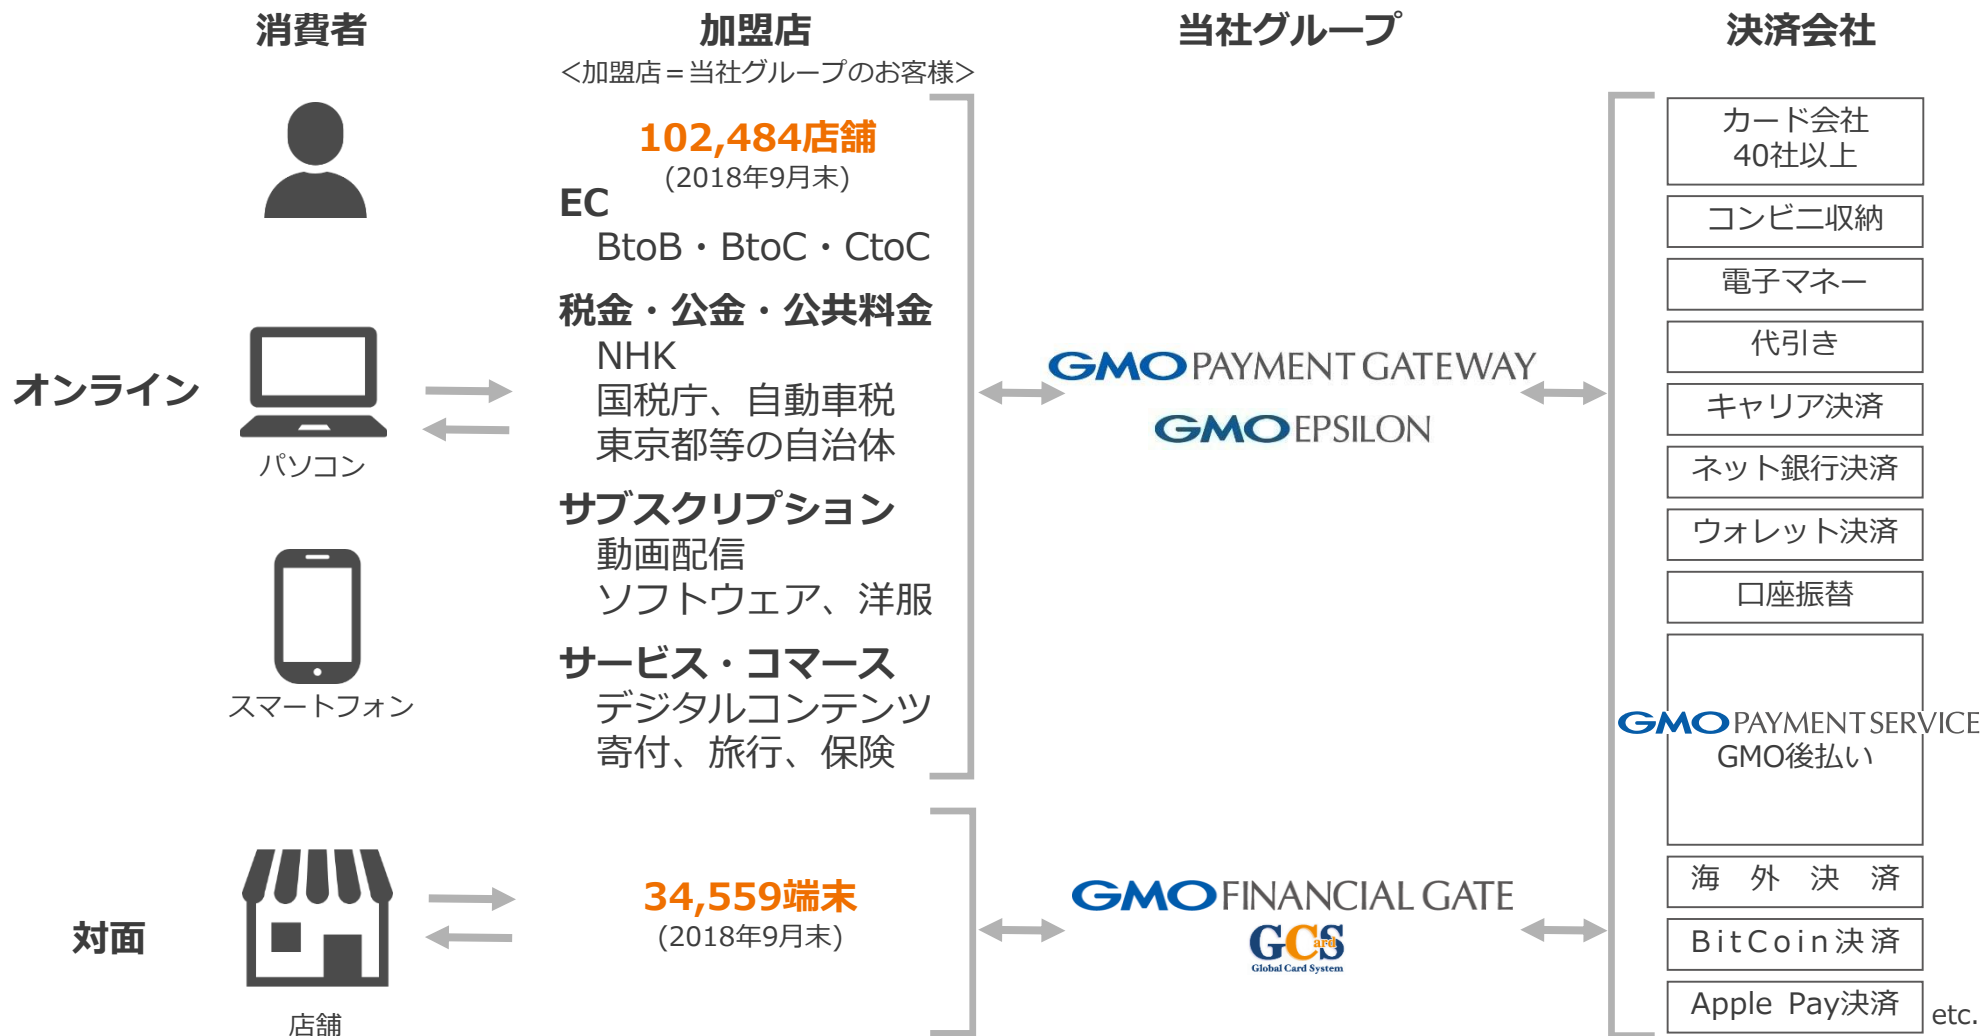 消費者
加盟店
当社グループ
決済会社
＜加盟店＝当社グループのお客様＞
102,484店舗
(2018年9月末)
EC
BtoB・BtoC・CtoC
税金・公金・公共料金
NHK
国税庁、自動車税
東京都等の自治体
サブスクリプション
動画配信
ソフトウェア、洋服
サービス・コマース
デジタルコンテンツ
寄付、旅行、保険
オンライン
パソコン
スマートフォン
GMO PAYMENT GATEWAY
GMO EPSILON
カード会社
40社以上
コンビニ収納
電子マネー
代引き
キャリア決済
ネット銀行決済
ウォレット決済
口座振替
GMO PAYMENT SERVICE
GMO後払い
海外決済
BitCoin決済
Apple Pay決済
etc.
対面
店舗
34,559端末
(2018年9月末)
GMO FINANCIAL GATE
GCardS
Global Card System